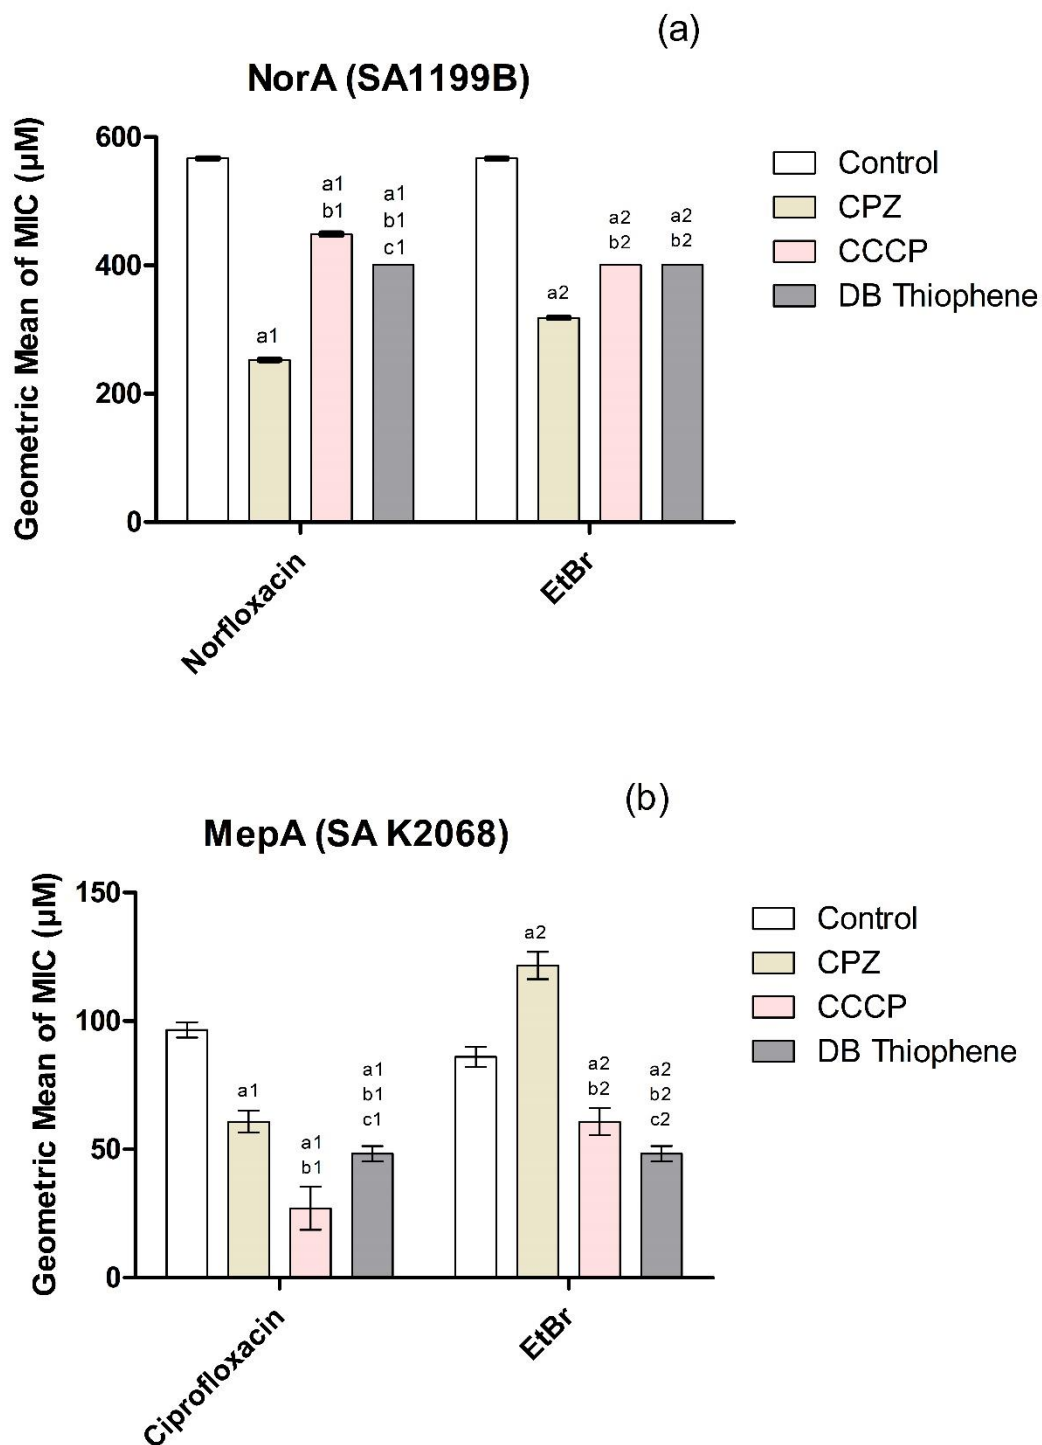 (a)
NorA (SA1199B)
Geometric Mean of MIC (µM)
600
400
200
0
a1
a1
b1
a1
b1
c1
a2
a2
b2
a2
b2
Norfloxacin
EtBr
Control
CPZ
CCCP
DB Thiophene
(b)
MepA (SA K2068)
Geometric Mean of MIC (µM)
150
100
50
0
a1
a1
b1
a1
b1
c1
a2
a2
b2
a2
b2
c2
Ciprofloxacin
EtBr
Control
CPZ
CCCP
DB Thiophene